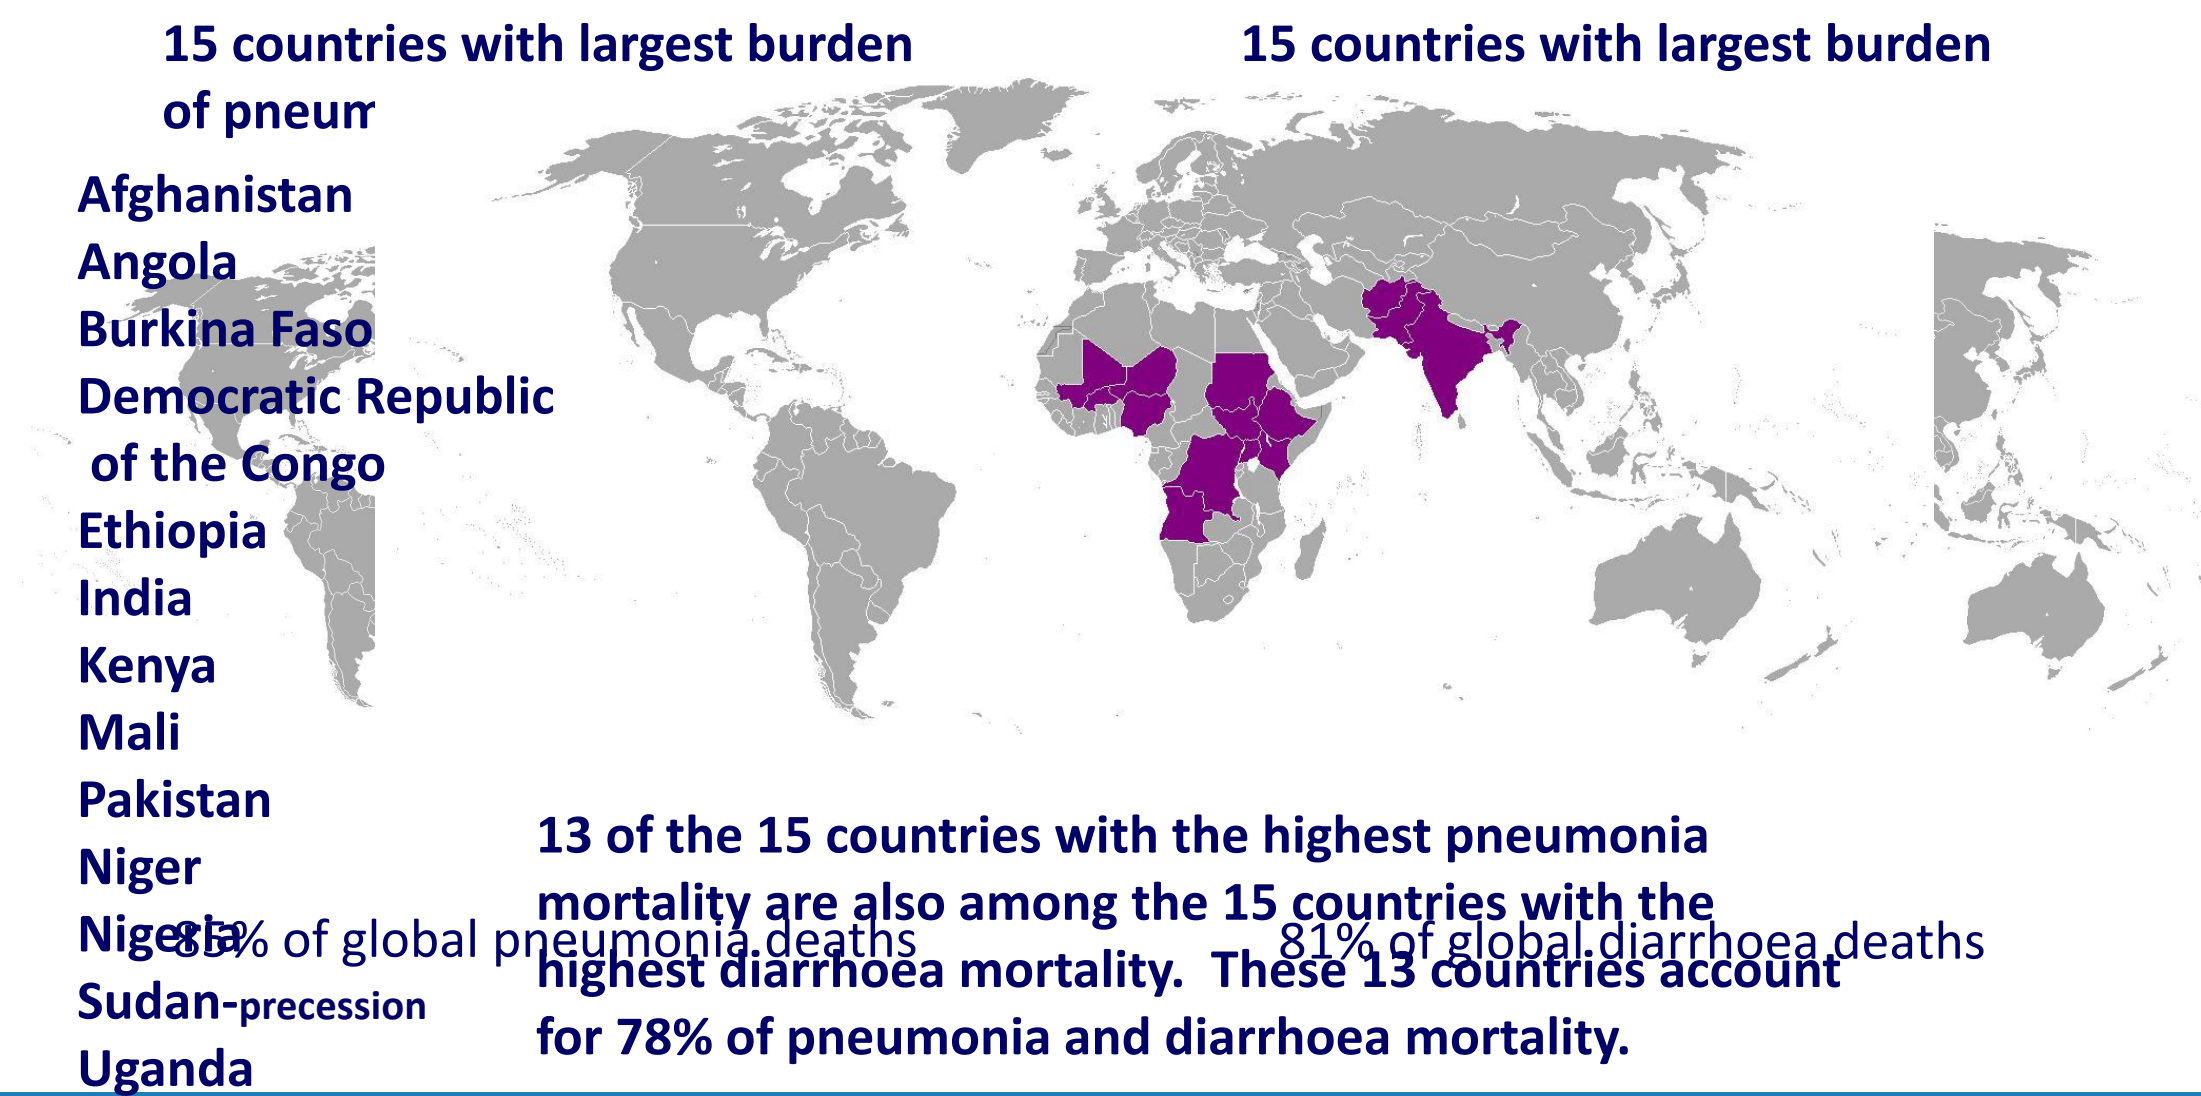 15 countries with largest burden
of pneum
15 countries with largest burden
Afghanistan
Angola
Burkina Faso
Democratic Republic
of the Congo
Ethiopia
India
Kenya
Mali
Pakistan
Niger
Nigeria
Sudan-precession
Uganda
85% of global pneumonia deaths
81% of global diarrhoea deaths
13 of the 15 countries with the highest pneumonia
mortality are also among the 15 countries with the
highest diarrhoea mortality. These 13 countries account
for 78% of pneumonia and diarrhoea mortality.